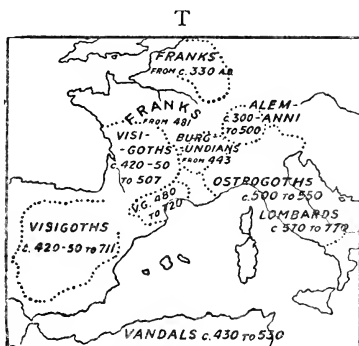 T
FRANKS
FROM c. 330 A.D.
FRANKS
FROM 481
ALEM-
ANNI
c.300-
TO 500
VISI-
-GOTHS
c.420-50
TO 507
BURG-
UNDIANS
FROM 443
V.G. 480
TO 720
OSTROGOTHS
c.500 TO 550
LOMBARDS
c 570 TO 770
VISIGOTHS
c. 420-50 TO 711
VANDALS c.430 TO 530